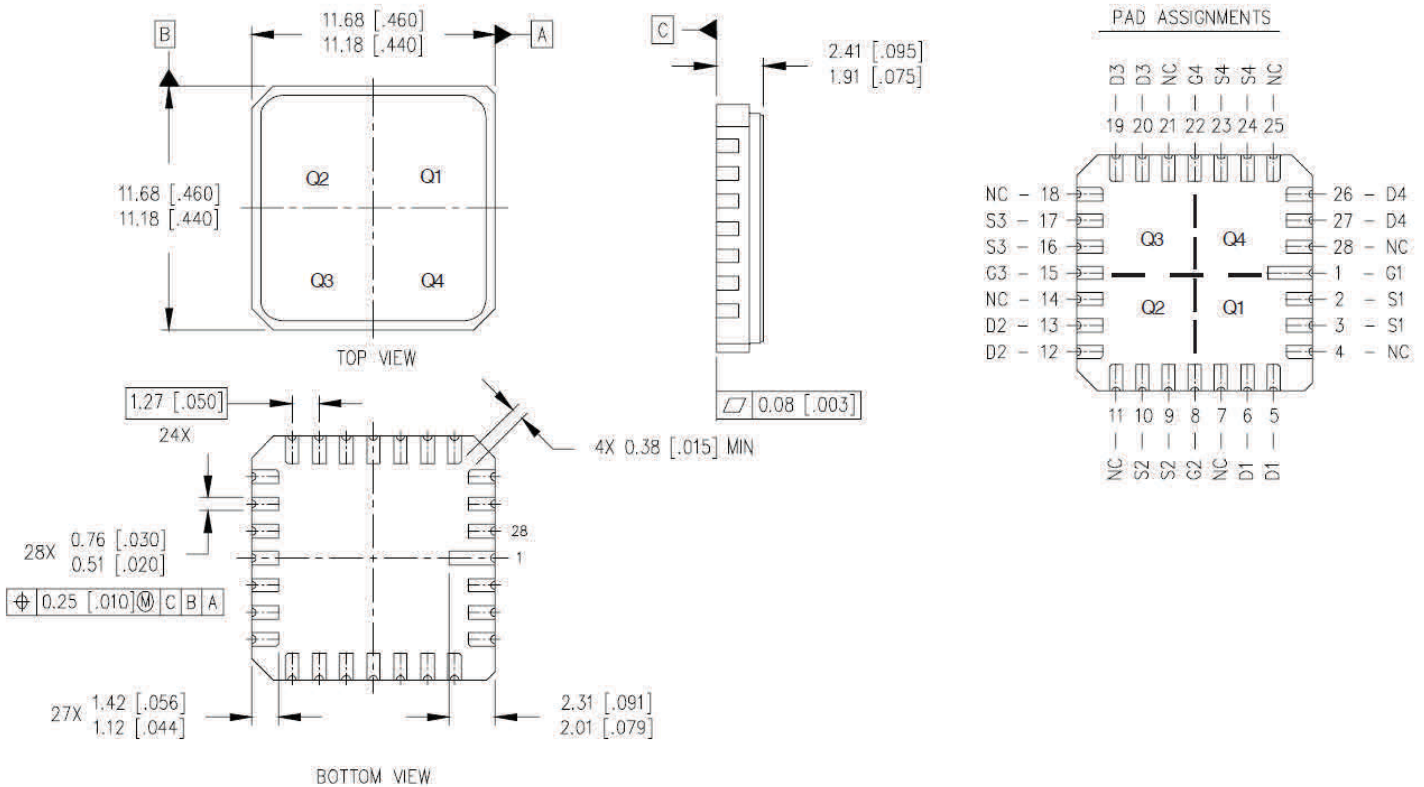 11.68 [.460]
11.18 [.440]
B
A
11.68 [.460]
11.18 [.440]
Q2
Q1
Q3
Q4
TOP VIEW
C
2.41 [.095]
1.91 [.075]
0.08 [.003]
1.27 [.050]
24X
4X 0.38 [.015] MIN
28X 0.76 [.030]
0.51 [.020]
⌖ 0.25 [.010] Ⓜ C B A
28
1
27X 1.42 [.056]
1.12 [.044]
2.31 [.091]
2.01 [.079]
BOTTOM VIEW
PAD ASSIGNMENTS
19 - D3
20 - D3
21 - NC
22 - G4
23 - S4
24 - S4
25 - NC
NC - 18
S3 - 17
S3 - 16
G3 - 15
NC - 14
D2 - 13
D2 - 12
Q3
Q4
Q2
Q1
26 - D4
27 - D4
28 - NC
1 - G1
2 - S1
3 - S1
4 - NC
NC - 11
S2 - 10
S2 - 9
G2 - 8
NC - 7
D1 - 6
D1 - 5